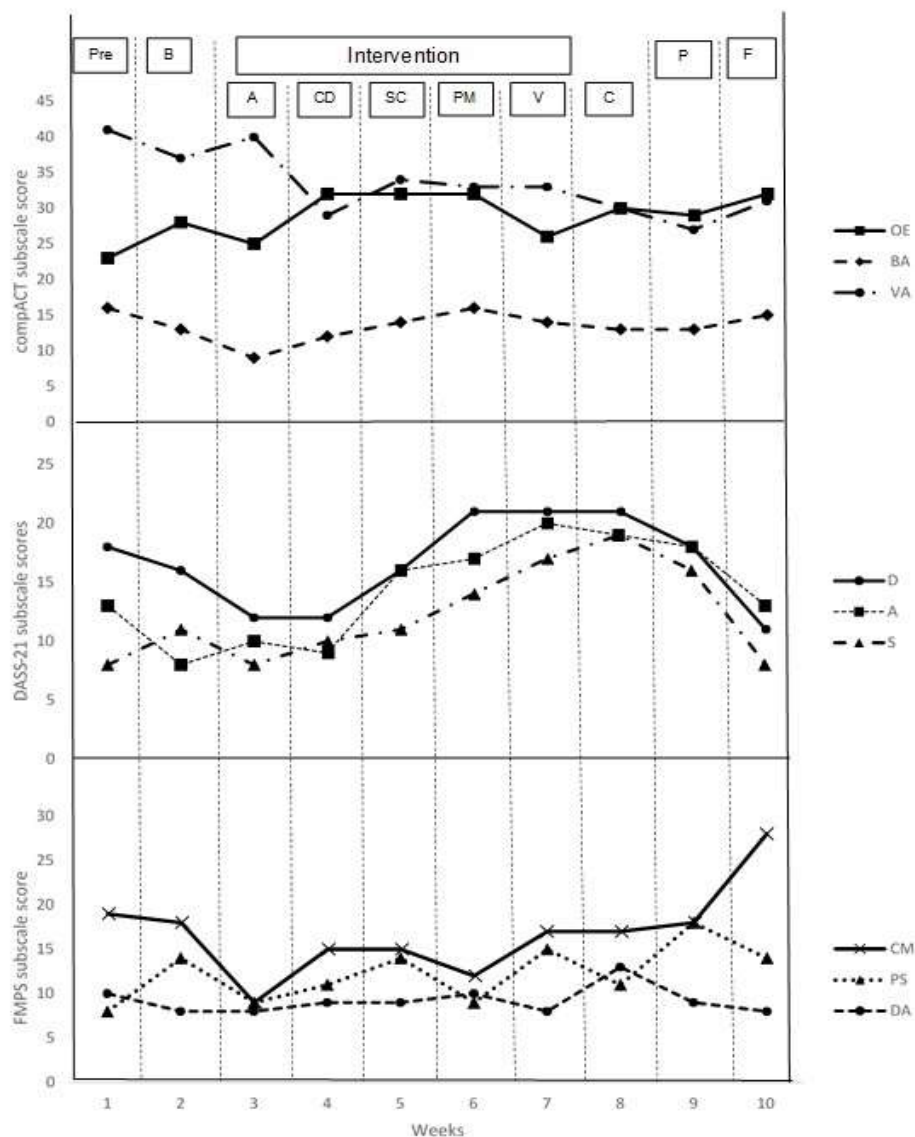 Pre B Intervention P F
A CD SC PM V C
compACT subscale score
45
40
35
30
25
20
15
10
5
0
OE
BA
VA
DASS-21 subscale scores
25
20
15
10
5
0
D
A
S
FMPS subscale score
30
25
20
15
10
5
0
CM
PS
DA
1 2 3 4 5 6 7 8 9 10
Weeks